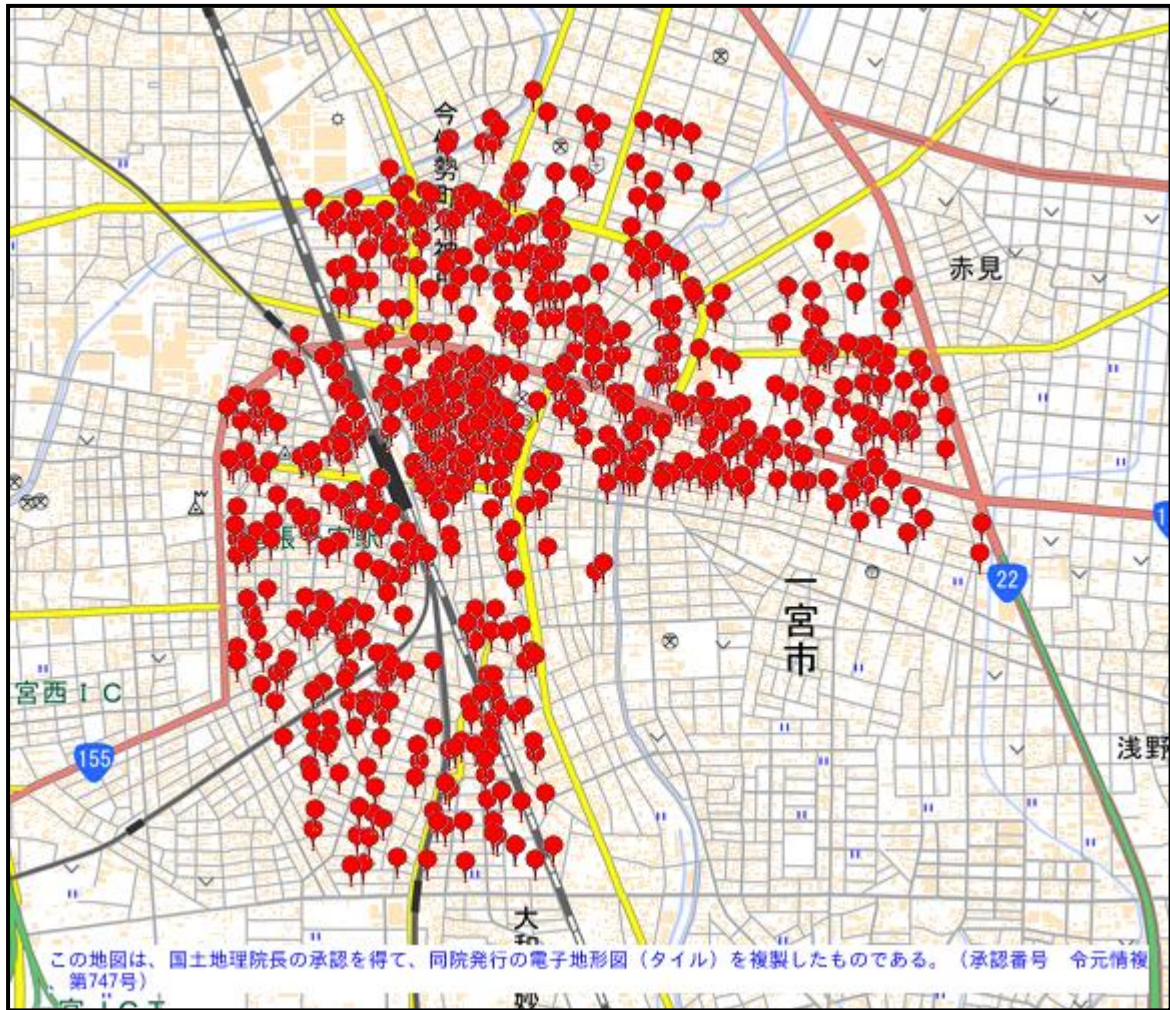 赤見
一宮市
22
宮西IC
155
浅野
この地図は、国土地理院長の承認を得て、同院発行の電子地形図（タイル）を複製したものである。（承認番号　令元情複
、第747号）